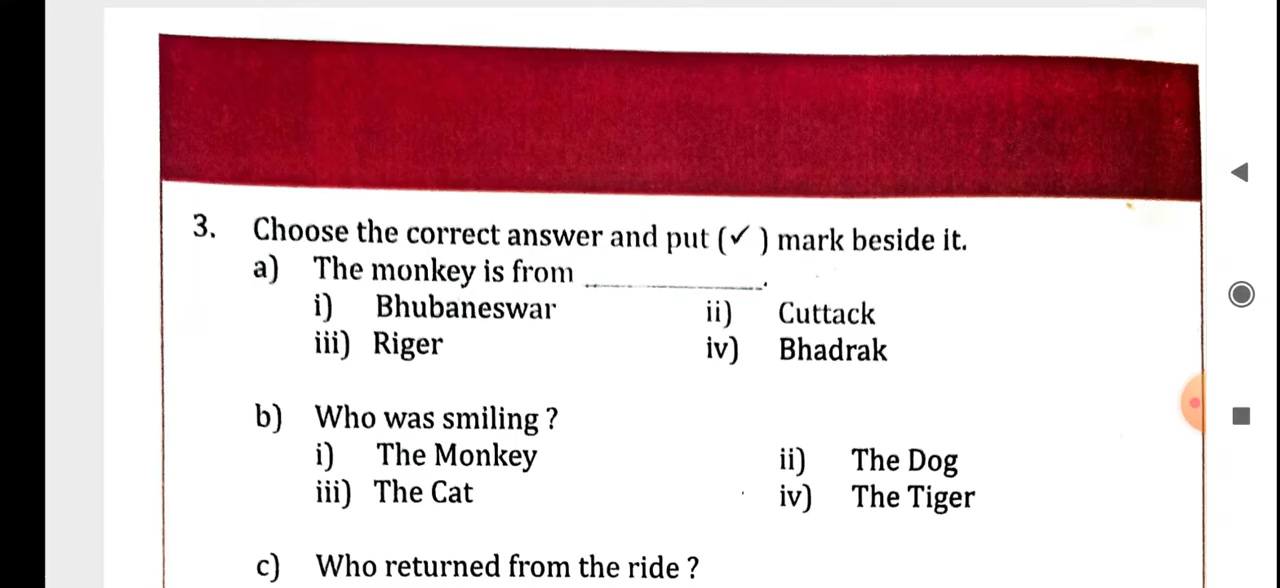 3. Choose the correct answer and put (✓ ) mark beside it.
a) The monkey is from ____________.
i) Bhubaneswar ii) Cuttack
iii) Riger iv) Bhadrak
b) Who was smiling ?
i) The Monkey ii) The Dog
iii) The Cat iv) The Tiger
c) Who returned from the ride ?